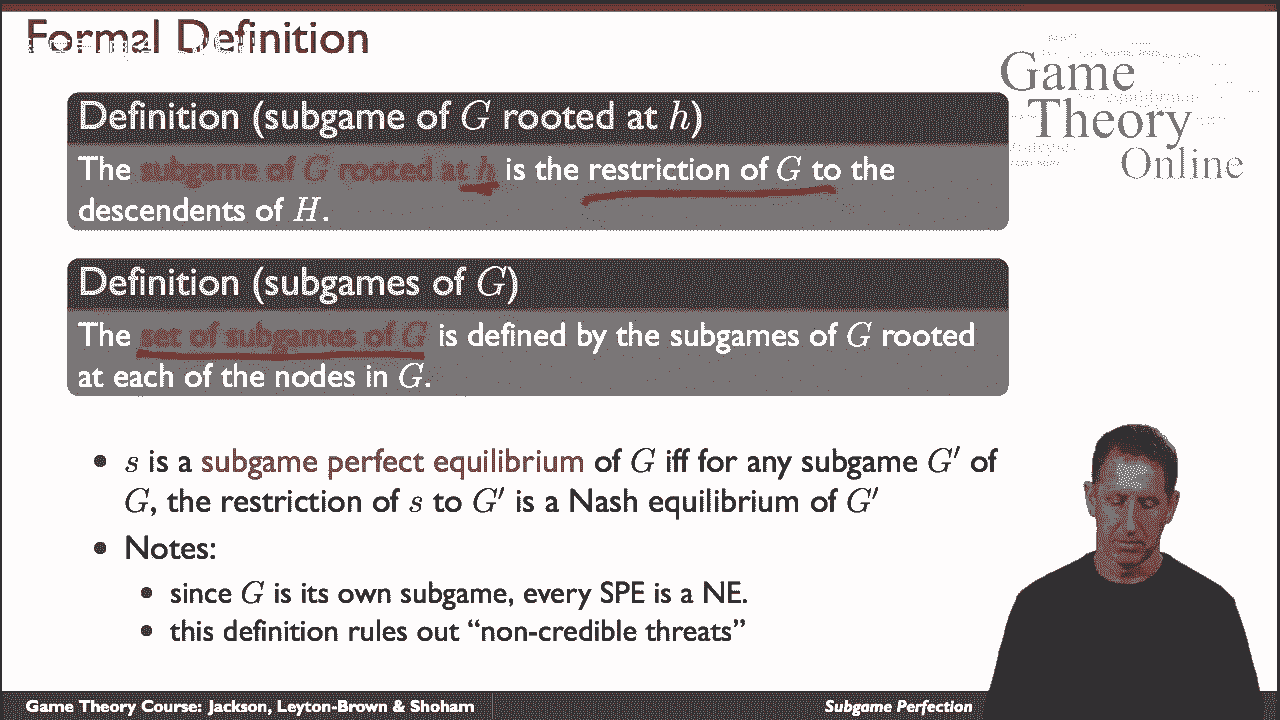 Formal Definition
Game
Theory
Online
Definition (subgame of G rooted at h)
The subgame of G rooted at h is the restriction of G to the
descendents of H.
Definition (subgames of G)
The set of subgames of G is defined by the subgames of G rooted
at each of the nodes in G.
• s is a subgame perfect equilibrium of G iff for any subgame G′ of
G, the restriction of s to G′ is a Nash equilibrium of G′
• Notes:
• since G is its own subgame, every SPE is a NE.
• this definition rules out “non-credible threats”
Game Theory Course: Jackson, Leyton-Brown & Shoham
Subgame Perfection